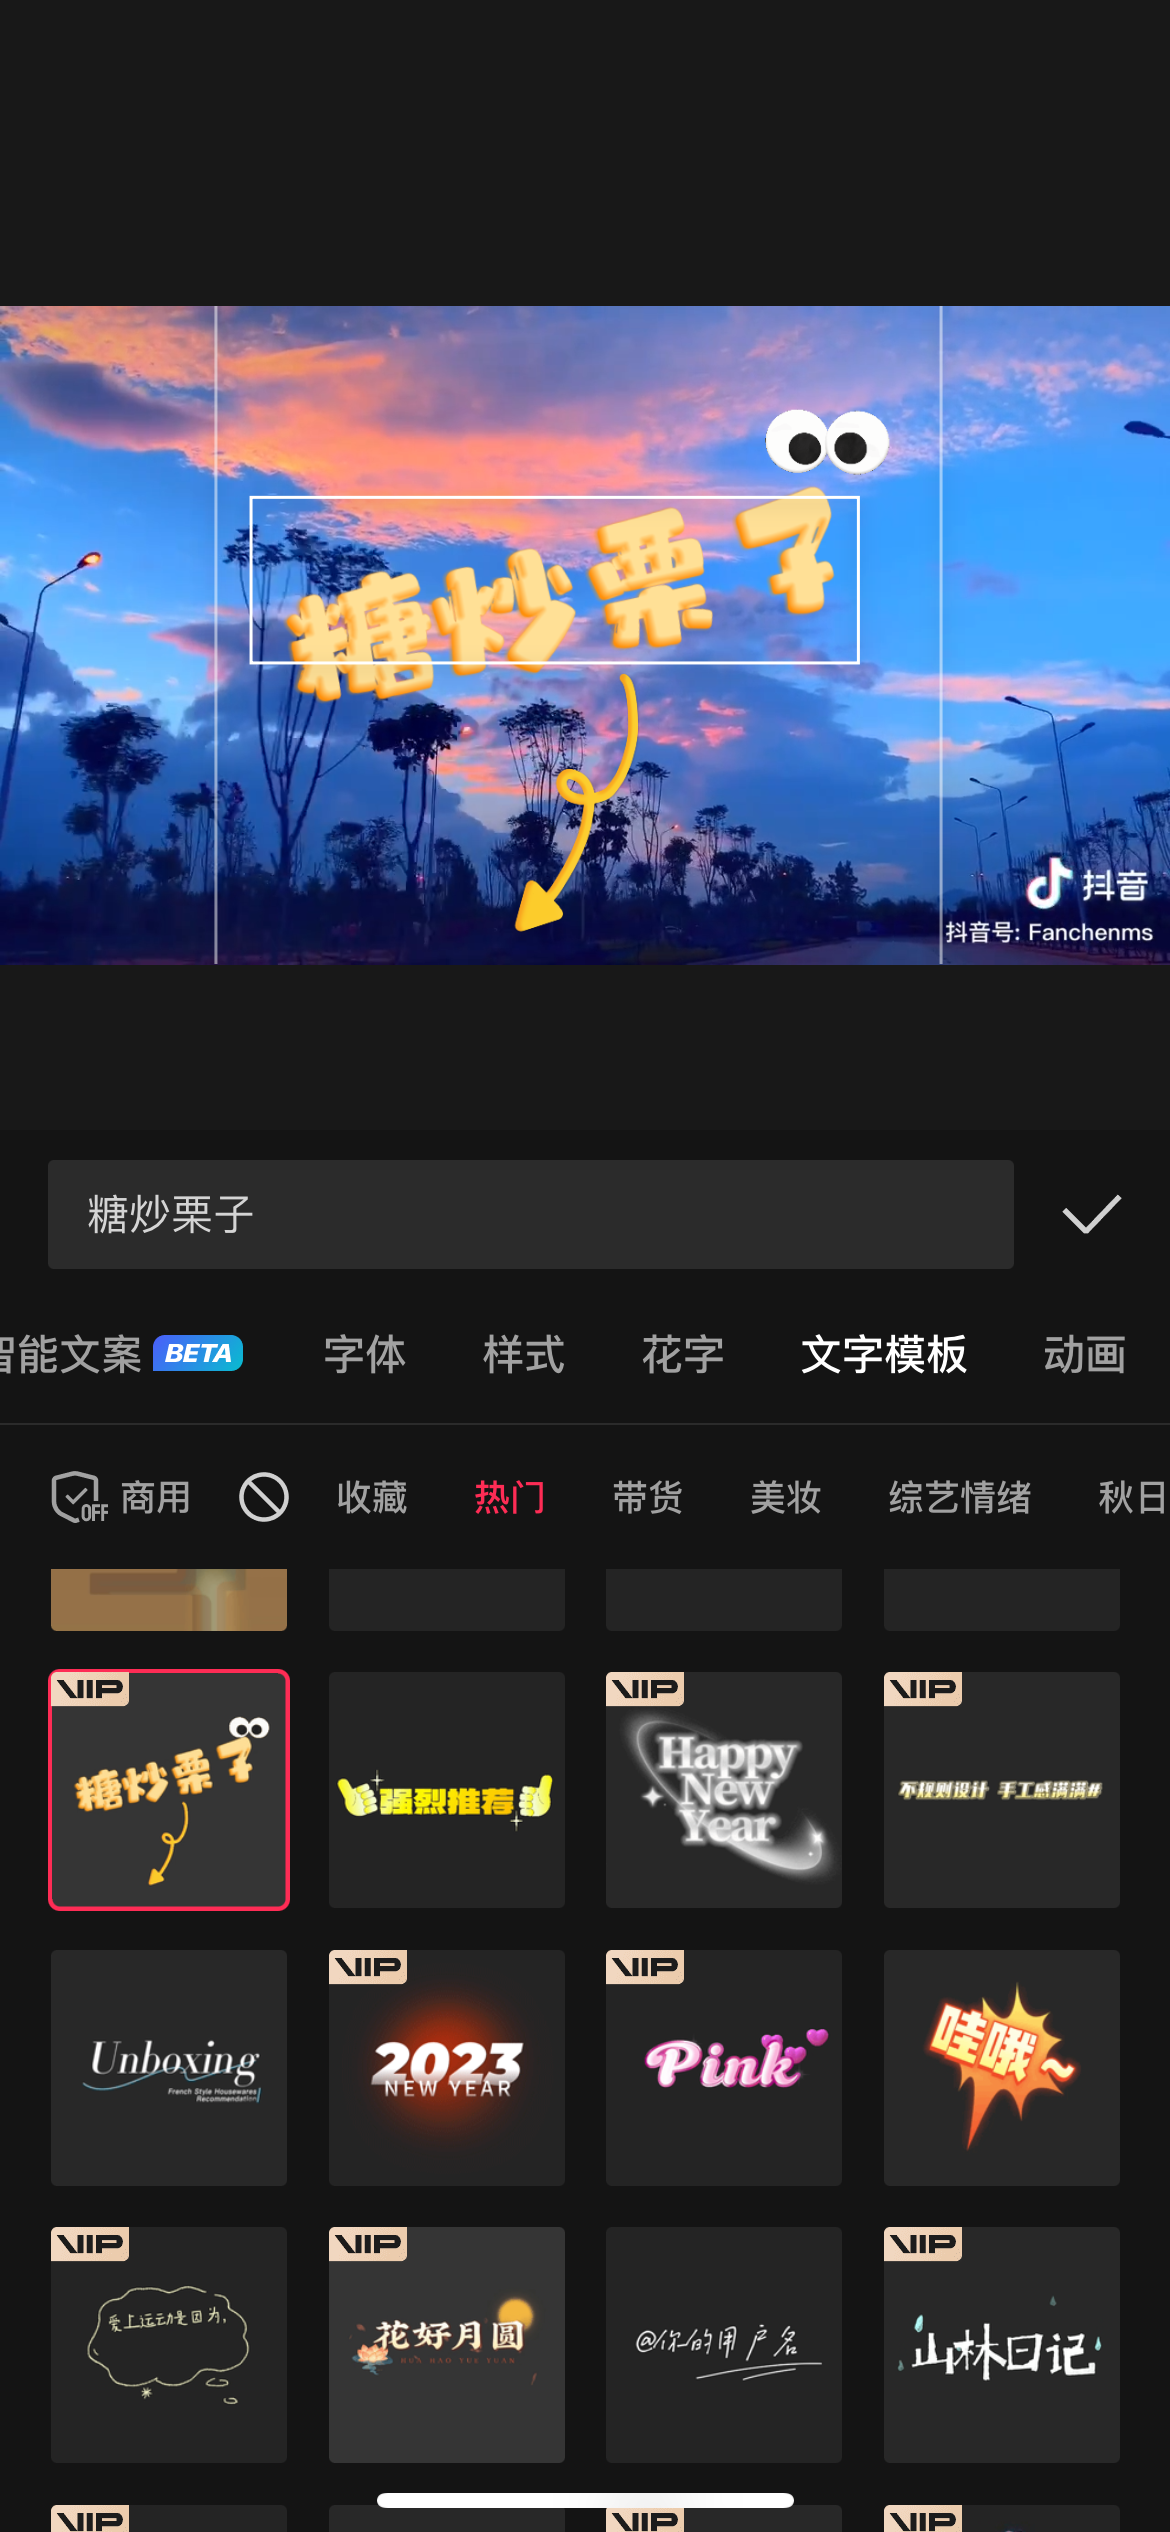 糖炒栗子
抖音
抖音号: Fanchenms
糖炒栗子
智能文案 BETA 字体 样式 花字 文字模板 动画
OFF 商用 收藏 热门 带货 美妆 综艺情绪 秋日
VIP VIP VIP
糖炒栗子
强烈推荐
Happy
New
Year
不规则设计 手工感满满#
VIP VIP
Unboxing
French Style Housewares
Recommendation
2023
NEW YEAR
Pink
哇哦~
VIP VIP VIP
爱上运动是因为,
花好月圆
HUA HAO YUE YUAN
@你的用户名
山林日记
VIP VIP VIP